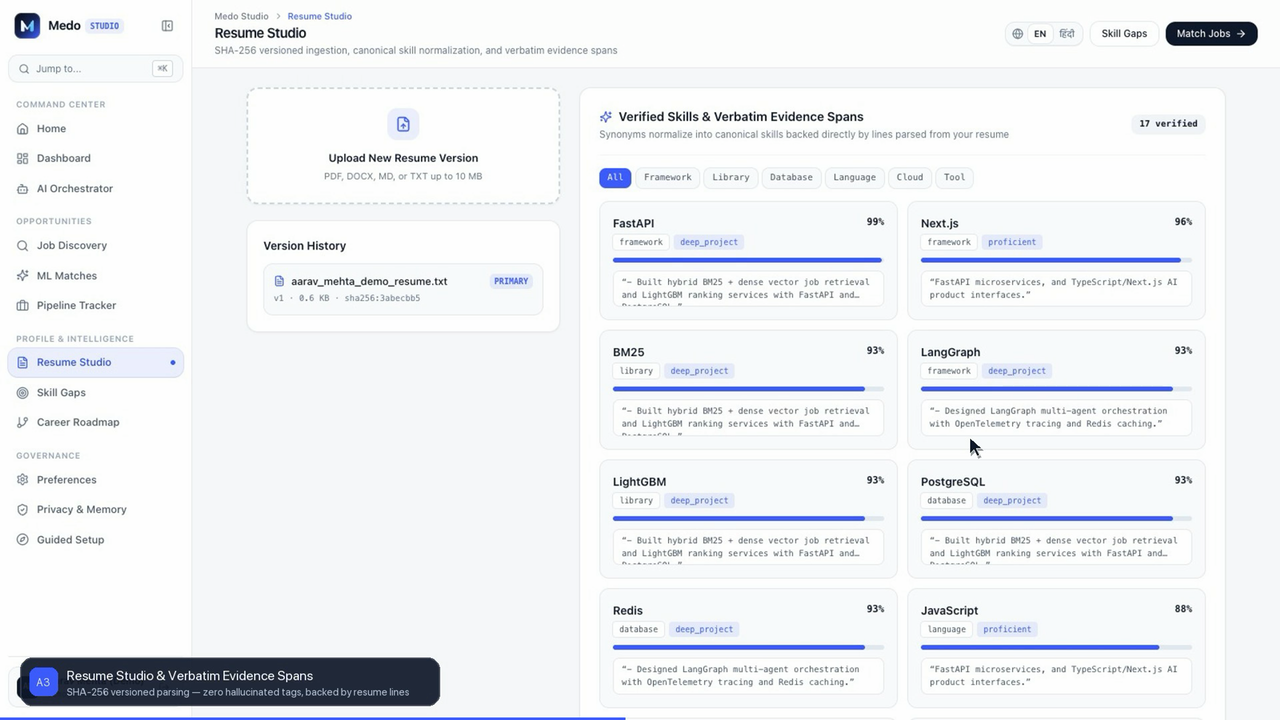 Medo STUDIO
Jump to... ⌘K
COMMAND CENTER
Home
Dashboard
AI Orchestrator
OPPORTUNITIES
Job Discovery
ML Matches
Pipeline Tracker
PROFILE & INTELLIGENCE
Resume Studio
Skill Gaps
Career Roadmap
GOVERNANCE
Preferences
Privacy & Memory
Guided Setup
Medo Studio > Resume Studio
Resume Studio
SHA-256 versioned ingestion, canonical skill normalization, and verbatim evidence spans
EN हिंदी
Skill Gaps
Match Jobs →
Upload New Resume Version
PDF, DOCX, MD, or TXT up to 10 MB
Version History
aarav_mehta_demo_resume.txt PRIMARY
v1 · 0.6 KB · sha256:3abecbb5
Verified Skills & Verbatim Evidence Spans
Synonyms normalize into canonical skills backed directly by lines parsed from your resume
17 verified
All Framework Library Database Language Cloud Tool
FastAPI 99%
framework deep_project
“– Built hybrid BM25 + dense vector job retrieval
and LightGBM ranking services with FastAPI and…
PostgreSQL.”
Next.js 96%
framework proficient
“FastAPI microservices, and TypeScript/Next.js AI
product interfaces.”
BM25 93%
library deep_project
“– Built hybrid BM25 + dense vector job retrieval
and LightGBM ranking services with FastAPI and…
PostgreSQL.”
LangGraph 93%
framework deep_project
“– Designed LangGraph multi-agent orchestration
with OpenTelemetry tracing and Redis caching.”
LightGBM 93%
library deep_project
“– Built hybrid BM25 + dense vector job retrieval
and LightGBM ranking services with FastAPI and…
PostgreSQL.”
PostgreSQL 93%
database deep_project
“– Built hybrid BM25 + dense vector job retrieval
and LightGBM ranking services with FastAPI and…
PostgreSQL.”
Redis 93%
database deep_project
“– Designed LangGraph multi-agent orchestration
with OpenTelemetry tracing and Redis caching.”
JavaScript 88%
language proficient
“FastAPI microservices, and TypeScript/Next.js AI
product interfaces.”
A3
Resume Studio & Verbatim Evidence Spans
SHA-256 versioned parsing — zero hallucinated tags, backed by resume lines